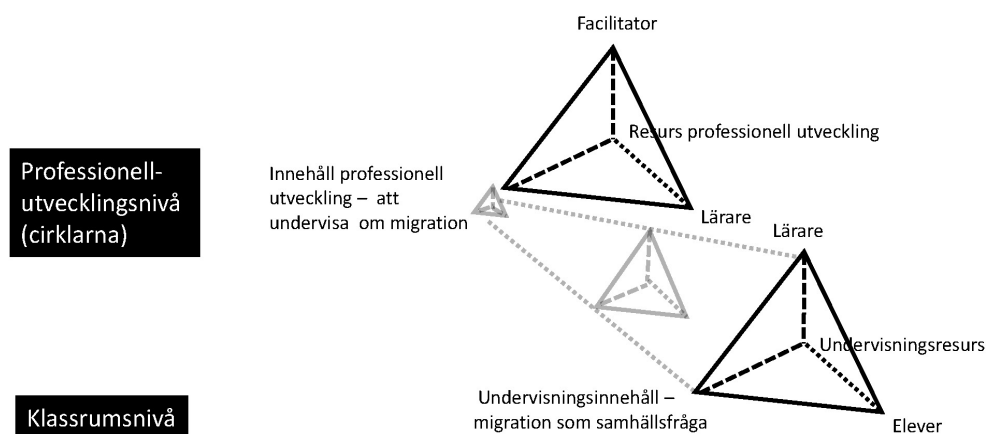 Facilitator
Resurs professionell utveckling
Professionell-
utvecklingsnivå
(cirklarna)
Innehåll professionell
utveckling – att
undervisa om migration
Lärare
Lärare
Undervisningsresurs
Undervisningsinnehåll –
migration som samhällsfråga
Klassrumsnivå
Elever